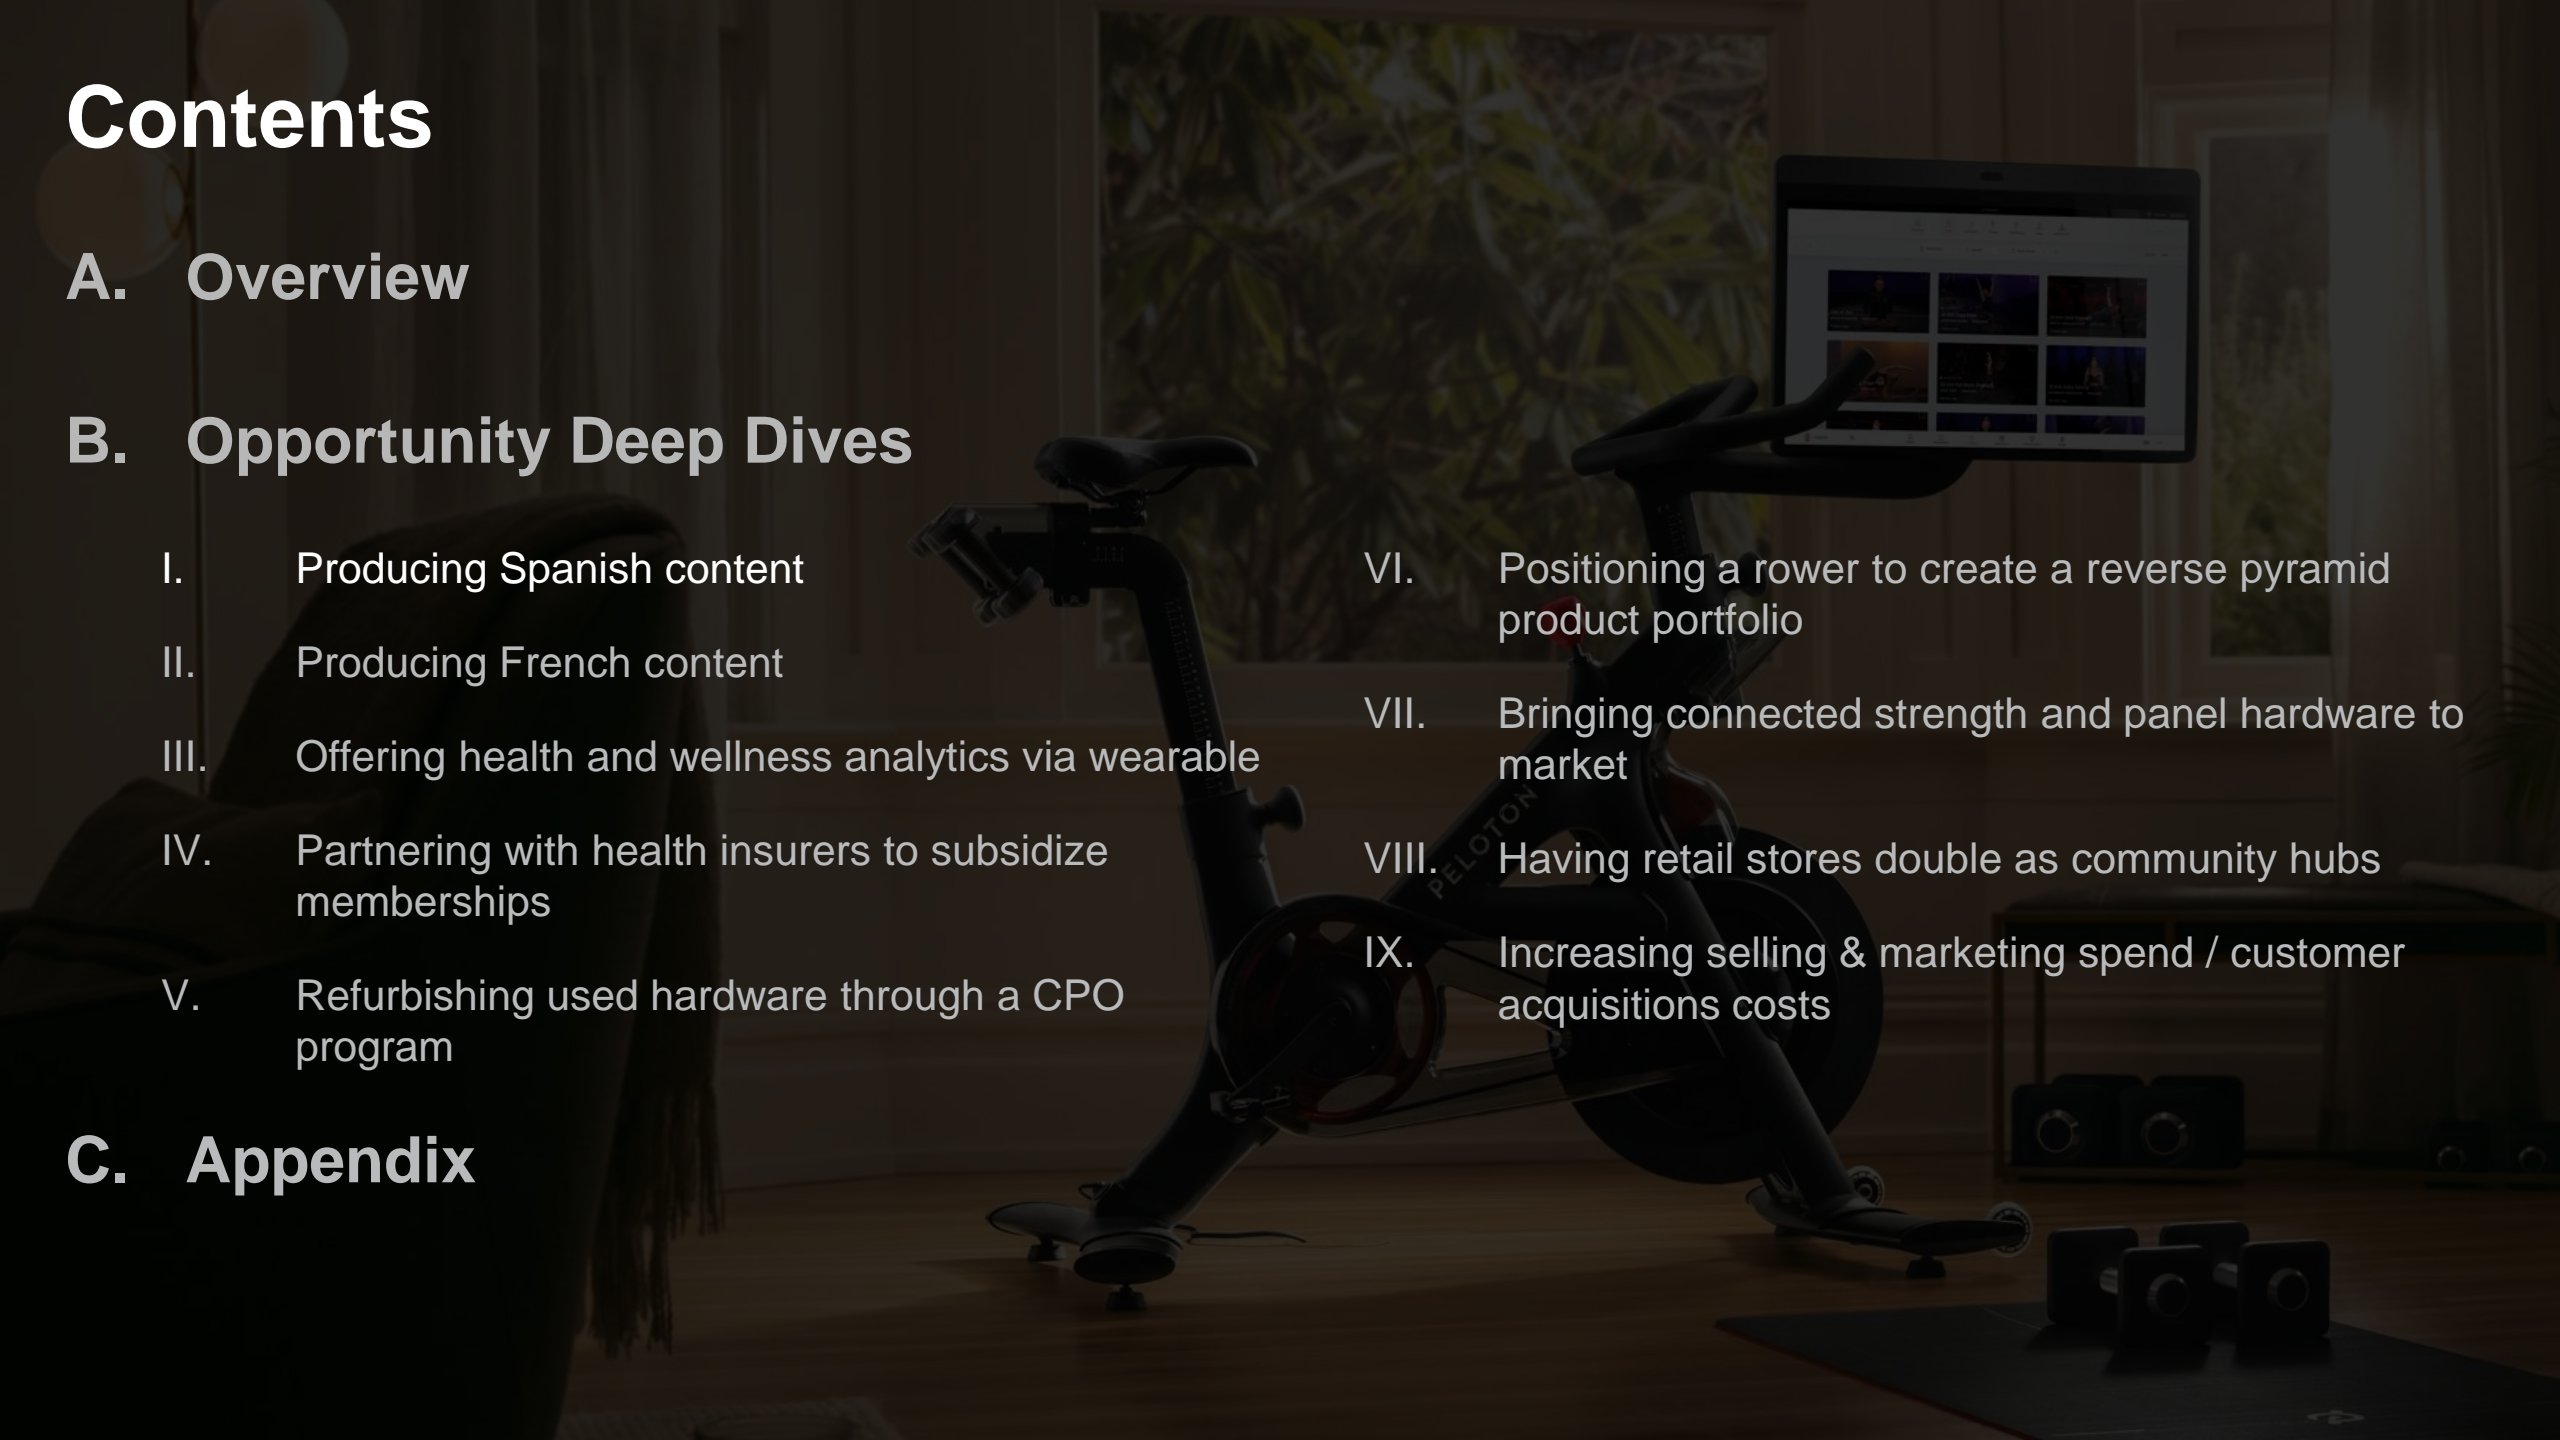 Contents
A. Overview
B. Opportunity Deep Dives
I. Producing Spanish content
II. Producing French content
III. Offering health and wellness analytics via wearable
IV. Partnering with health insurers to subsidize
memberships
V. Refurbishing used hardware through a CPO
program
VI. Positioning a rower to create a reverse pyramid
product portfolio
VII. Bringing connected strength and panel hardware to
market
VIII. Having retail stores double as community hubs
IX. Increasing selling & marketing spend / customer
acquisitions costs
C. Appendix
PELOTON